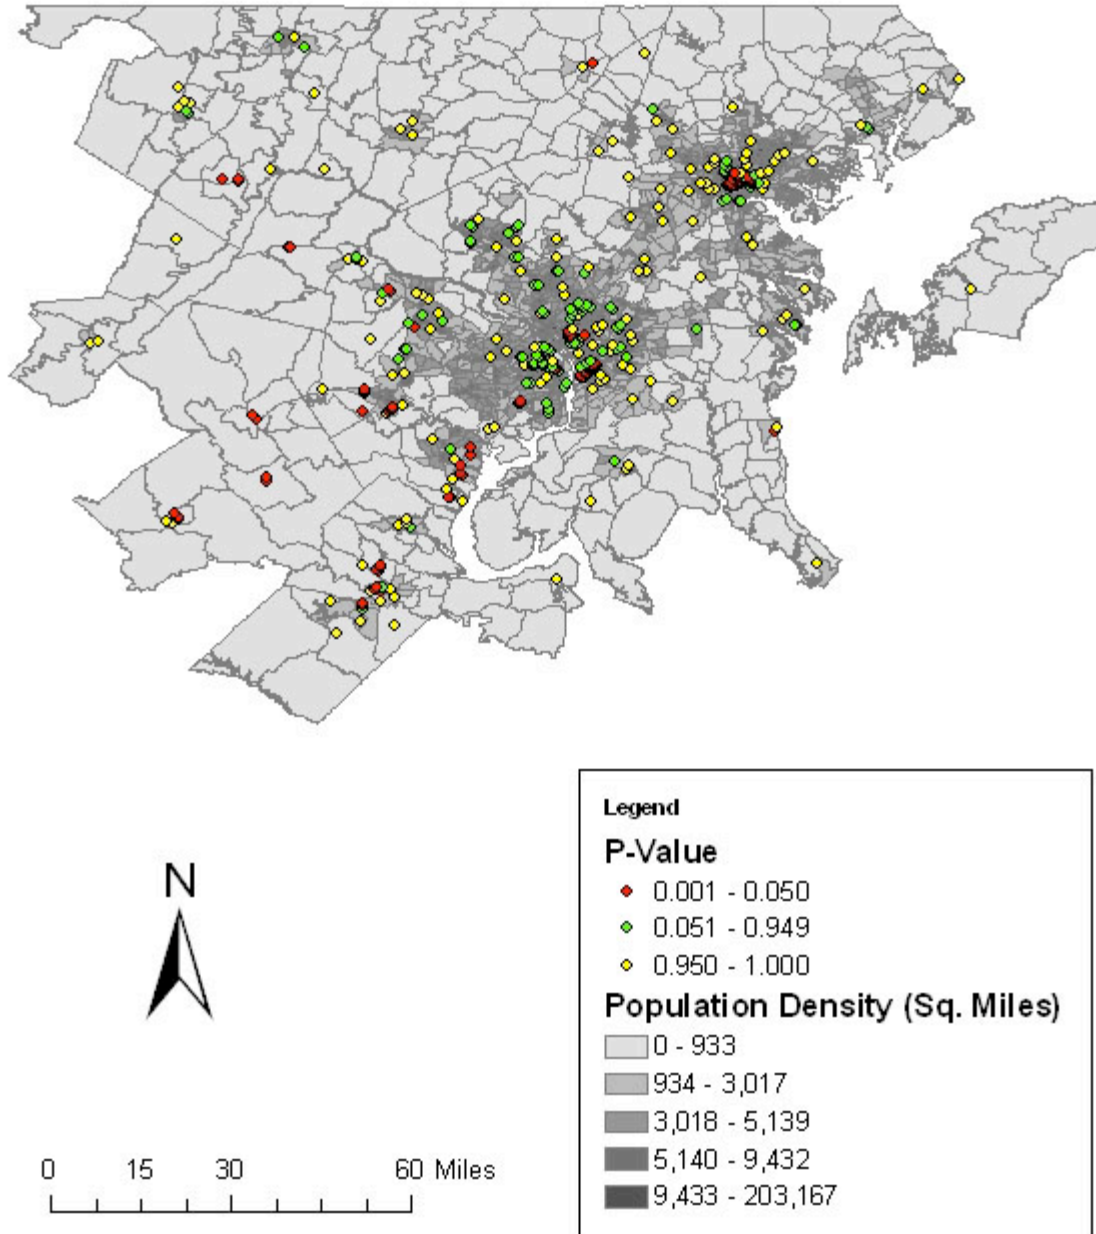 Legend
P-Value
0.001 - 0.050
0.051 - 0.949
0.950 - 1.000
Population Density (Sq. Miles)
0 - 933
934 - 3,017
3,018 - 5,139
5,140 - 9,432
9,433 - 203,167
N
0 15 30 60 Miles